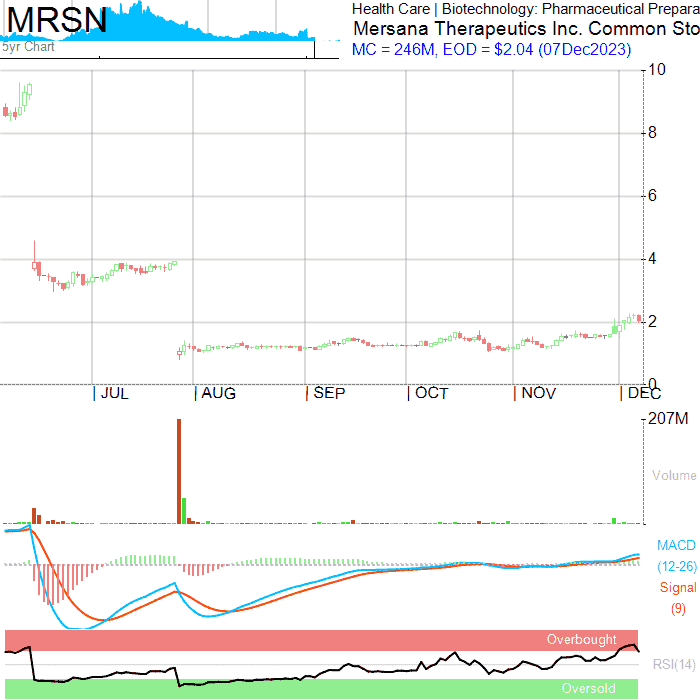 MRSN
5yr Chart
Health Care | Biotechnology: Pharmaceutical Prepara
Mersana Therapeutics Inc. Common Sto
MC = 246M, EOD = $2.04 (07Dec2023)
10
8
6
4
2
0
| JUL | AUG | SEP | OCT | NOV | DEC
207M
Volume
MACD
(12-26)
Signal
(9)
Overbought
RSI(14)
Oversold